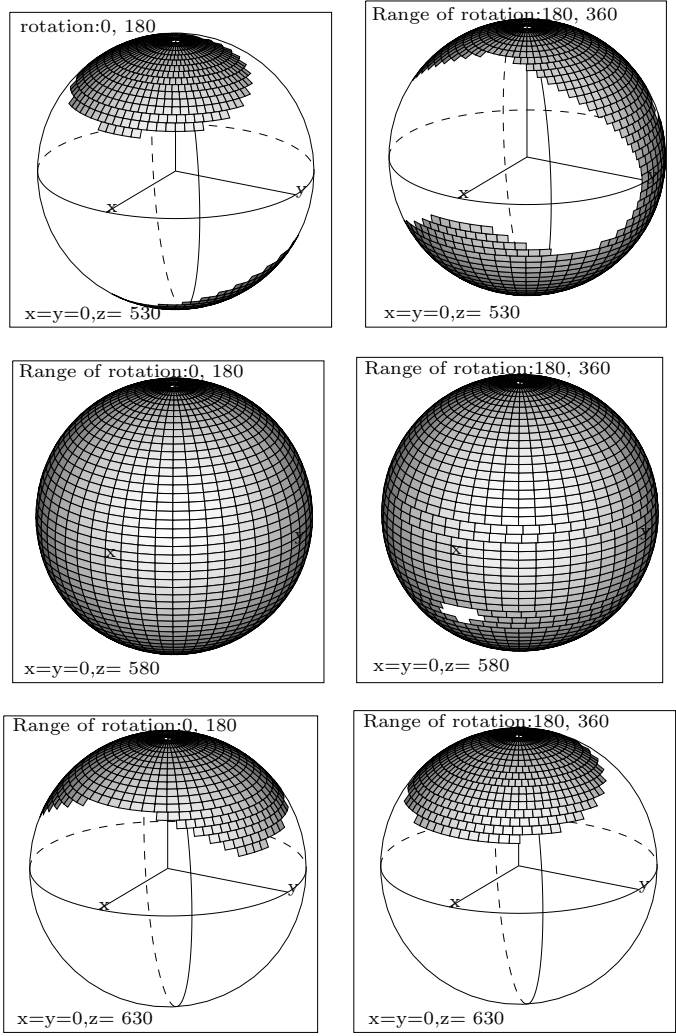 rotation:0, 180
Range of rotation:180, 360
x
y
x
x=y=0,z= 530
x=y=0,z= 530
Range of rotation:0, 180
Range of rotation:180, 360
x
x
x=y=0,z= 580
x=y=0,z= 580
Range of rotation:0, 180
Range of rotation:180, 360
x
y
x
y
x=y=0,z= 630
x=y=0,z= 630